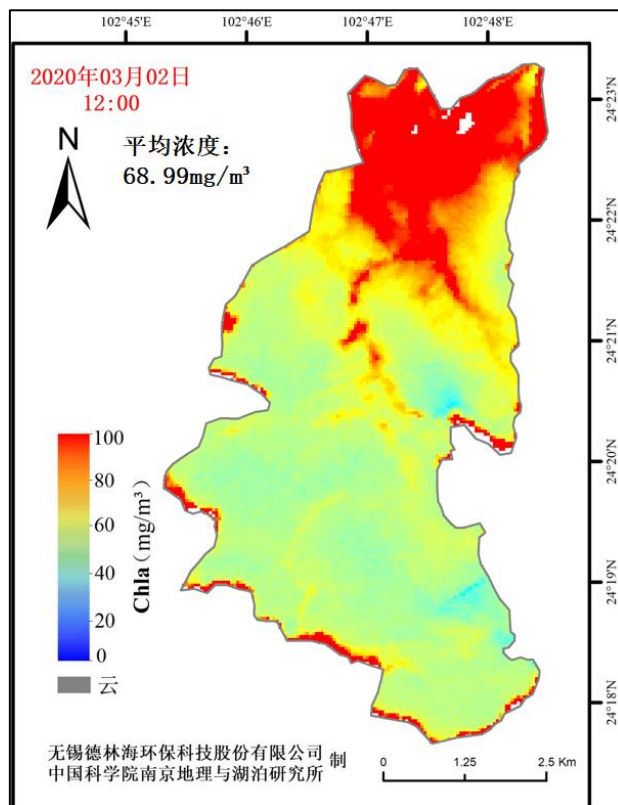 102°45'E 102°46'E 102°47'E 102°48'E
2020年03月02日
12:00
N
平均浓度：
68.99mg/m³
24°23'N
24°22'N
24°21'N
24°20'N
24°19'N
24°18'N
Chla（mg/m³）
100
80
60
40
20
0
云
无锡德林海环保科技股份有限公司
中国科学院南京地理与湖泊研究所
制
0 1.25 2.5 Km